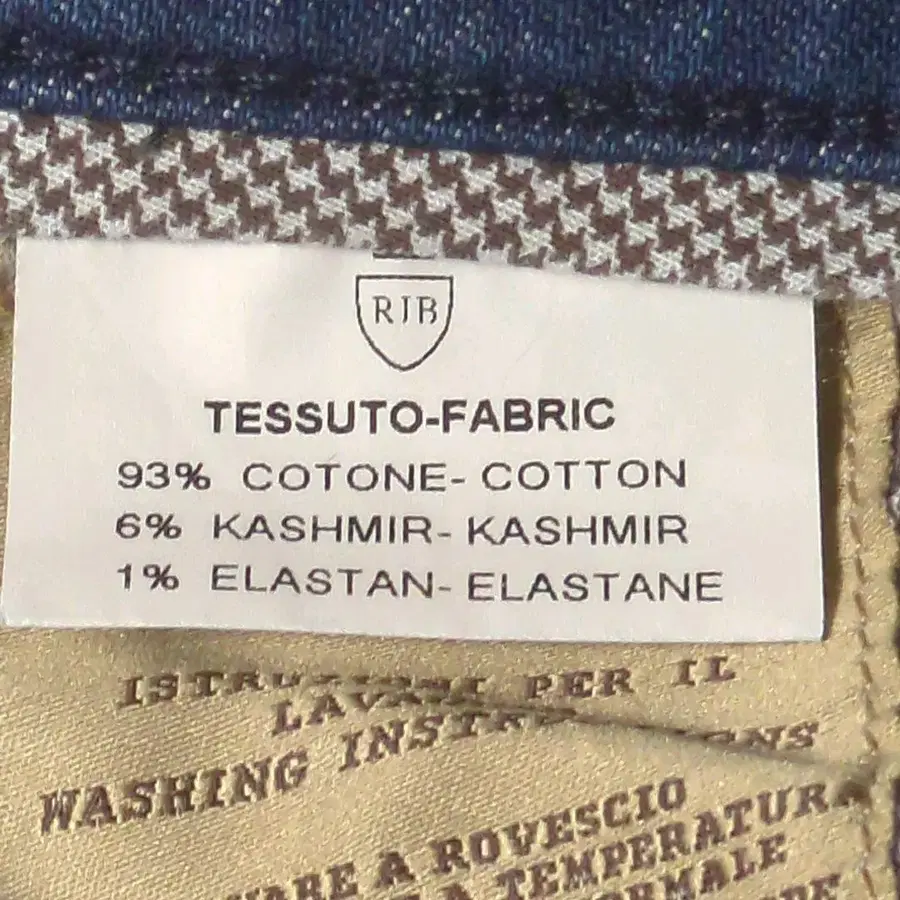 RJB
TESSUTO-FABRIC
93% COTONE- COTTON
6% KASHMIR- KASHMIR
1% ELASTAN- ELASTANE
PER IL
WASHING
A ROVESCIO
A TEMPERATURA